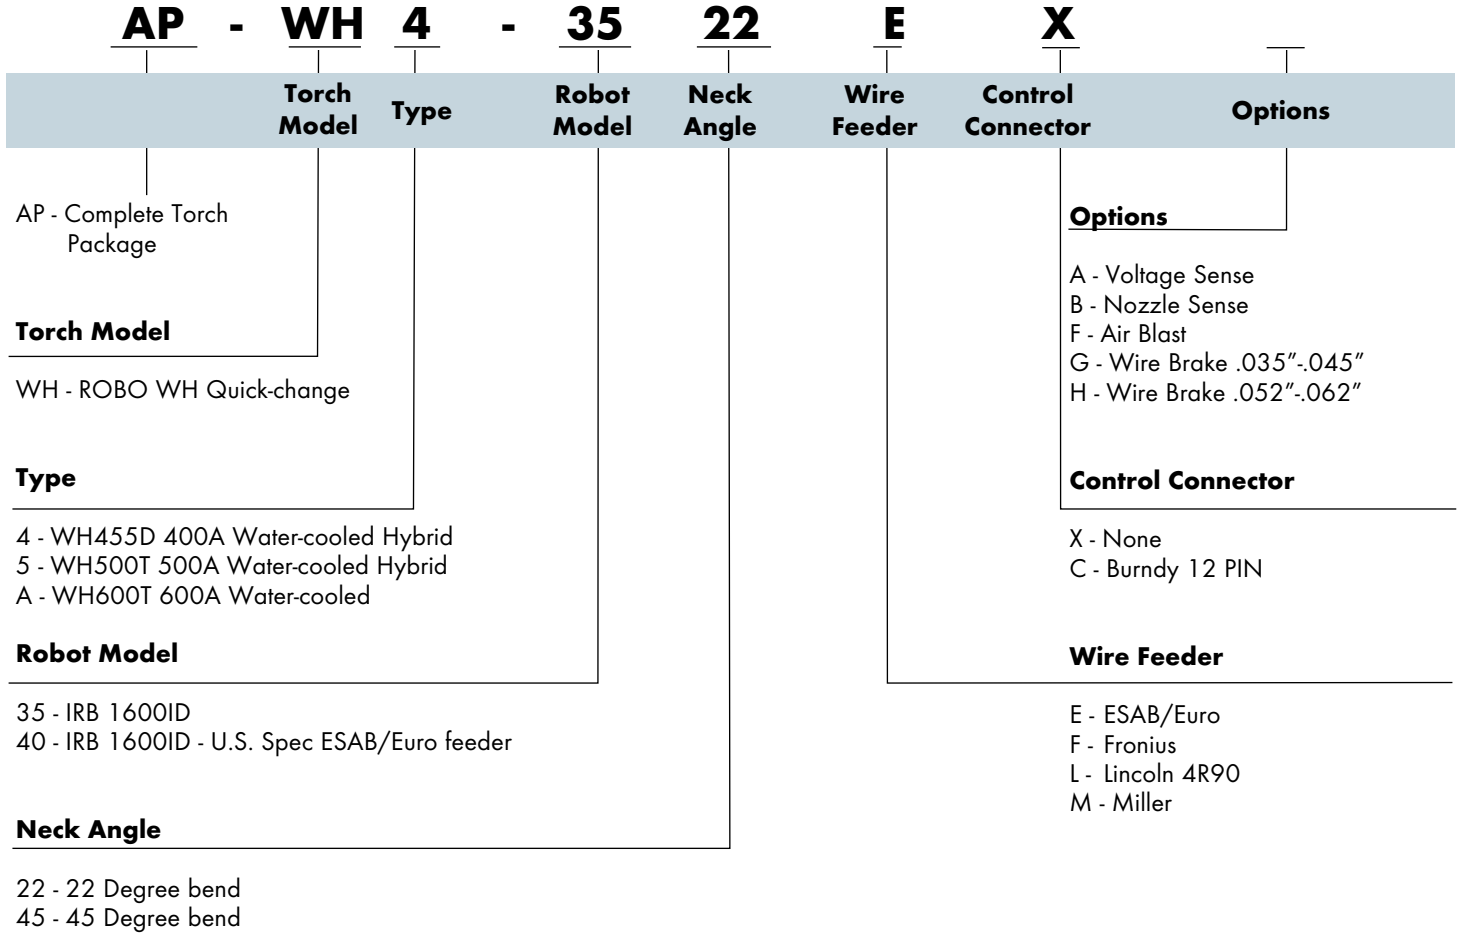 AP - WH 4 - 35 22 E X
Torch Model
Type
Robot Model
Neck Angle
Wire Feeder
Control Connector
Options
AP - Complete Torch
Package
Torch Model
WH - ROBO WH Quick-change
Type
4 - WH455D 400A Water-cooled Hybrid
5 - WH500T 500A Water-cooled Hybrid
A - WH600T 600A Water-cooled
Robot Model
35 - IRB 1600ID
40 - IRB 1600ID - U.S. Spec ESAB/Euro feeder
Neck Angle
22 - 22 Degree bend
45 - 45 Degree bend
Options
A - Voltage Sense
B - Nozzle Sense
F - Air Blast
G - Wire Brake .035”-.045”
H - Wire Brake .052”-.062”
Control Connector
X - None
C - Burndy 12 PIN
Wire Feeder
E - ESAB/Euro
F - Fronius
L - Lincoln 4R90
M - Miller